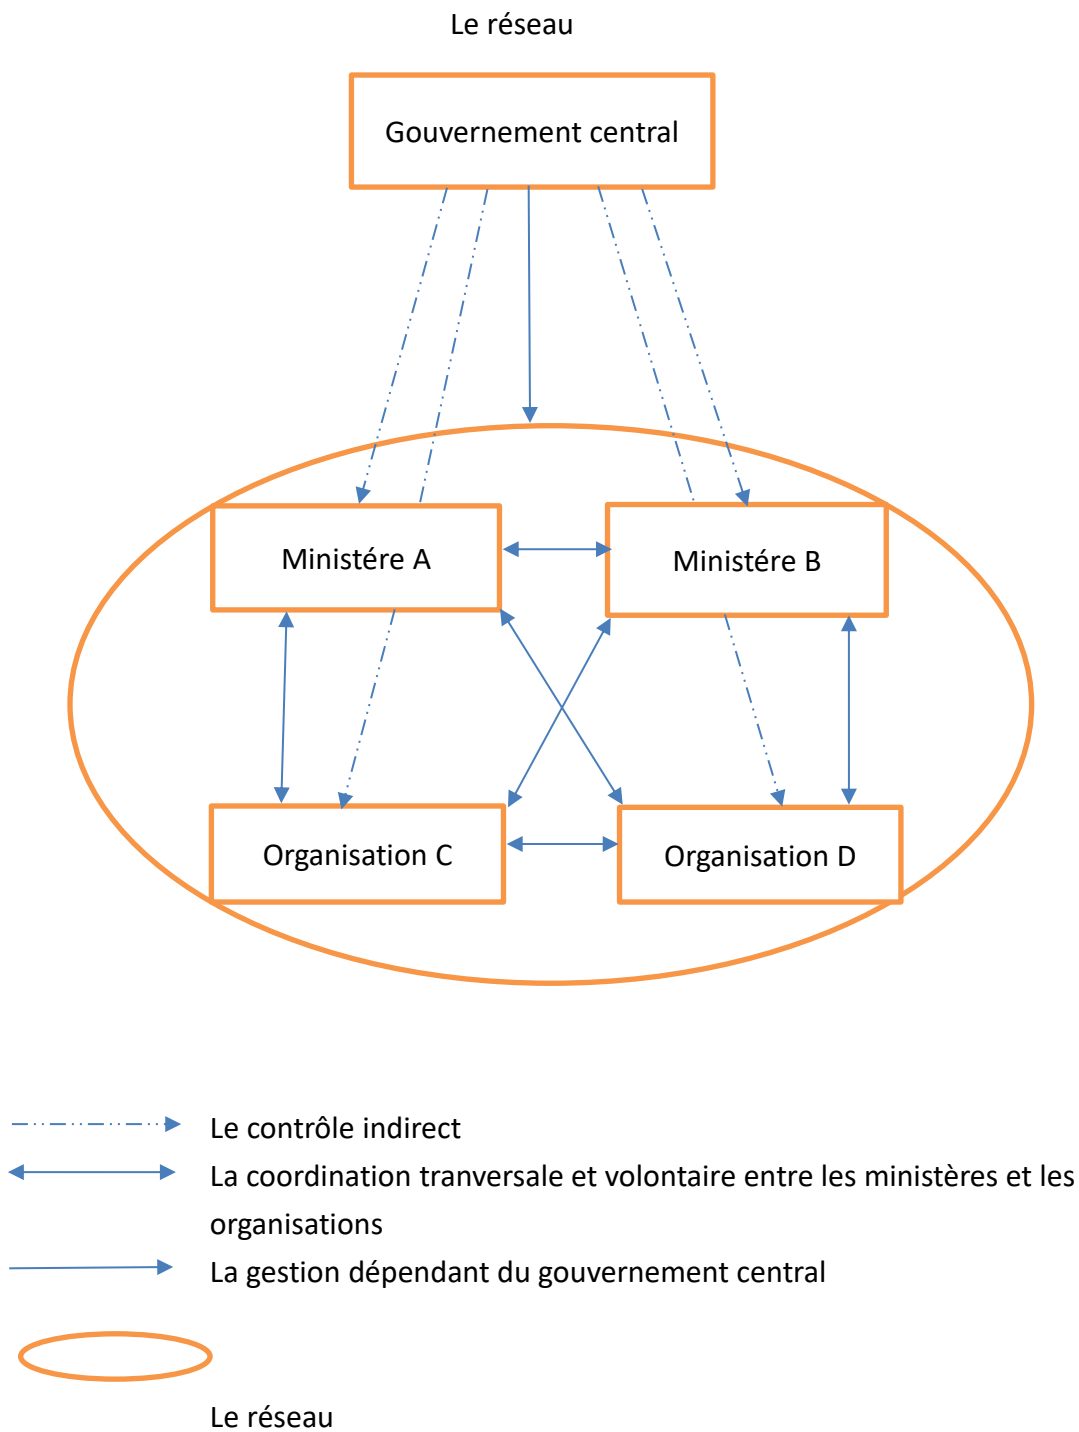 Le réseau
Gouvernement central
Ministére A
Ministére B
Organisation C
Organisation D
Le contrôle indirect
La coordination tranversale et volontaire entre les ministères et les
organisations
La gestion dépendant du gouvernement central
Le réseau